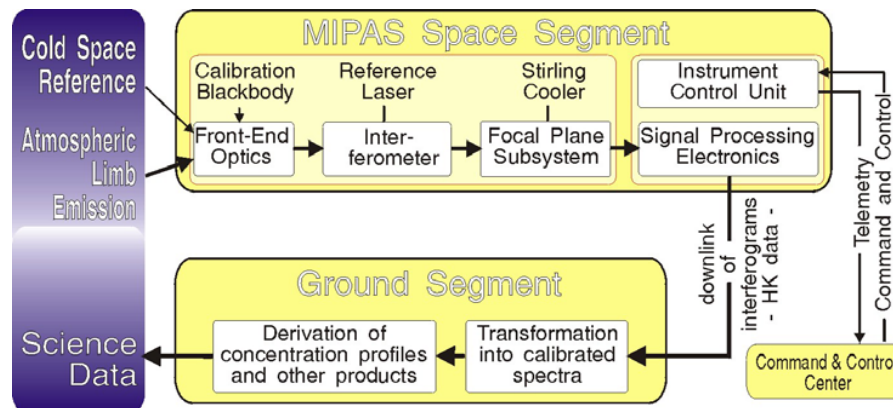 MIPAS Space Segment
Cold Space
Reference
Atmospheric
Limb
Emission
Calibration
Blackbody
Reference
Laser
Stirling
Cooler
Front-End
Optics
Inter-
ferometer
Focal Plane
Subsystem
Instrument
Control Unit
Signal Processing
Electronics
downlink
of
interferograms
- HK data -
Telemetry
Command and Control
Ground Segment
Science
Data
Derivation of
concentration profiles
and other products
Transformation
into calibrated
spectra
Command & Control
Center